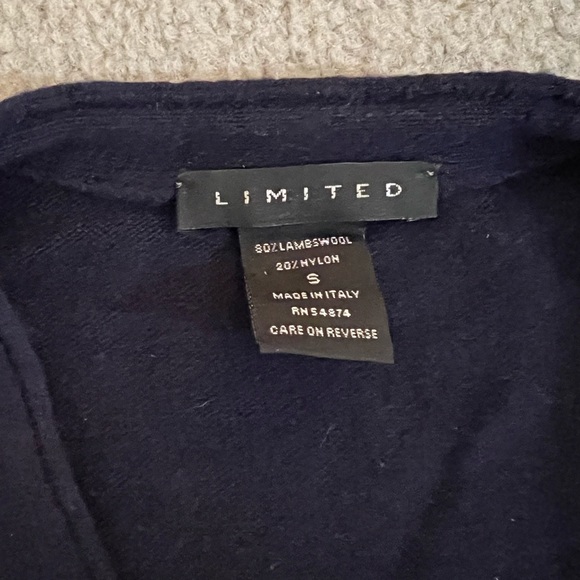 LIMITED
80% LAMBSWOOL
20% NYLON
S
MADE IN ITALY
RN 54874
CARE ON REVERSE